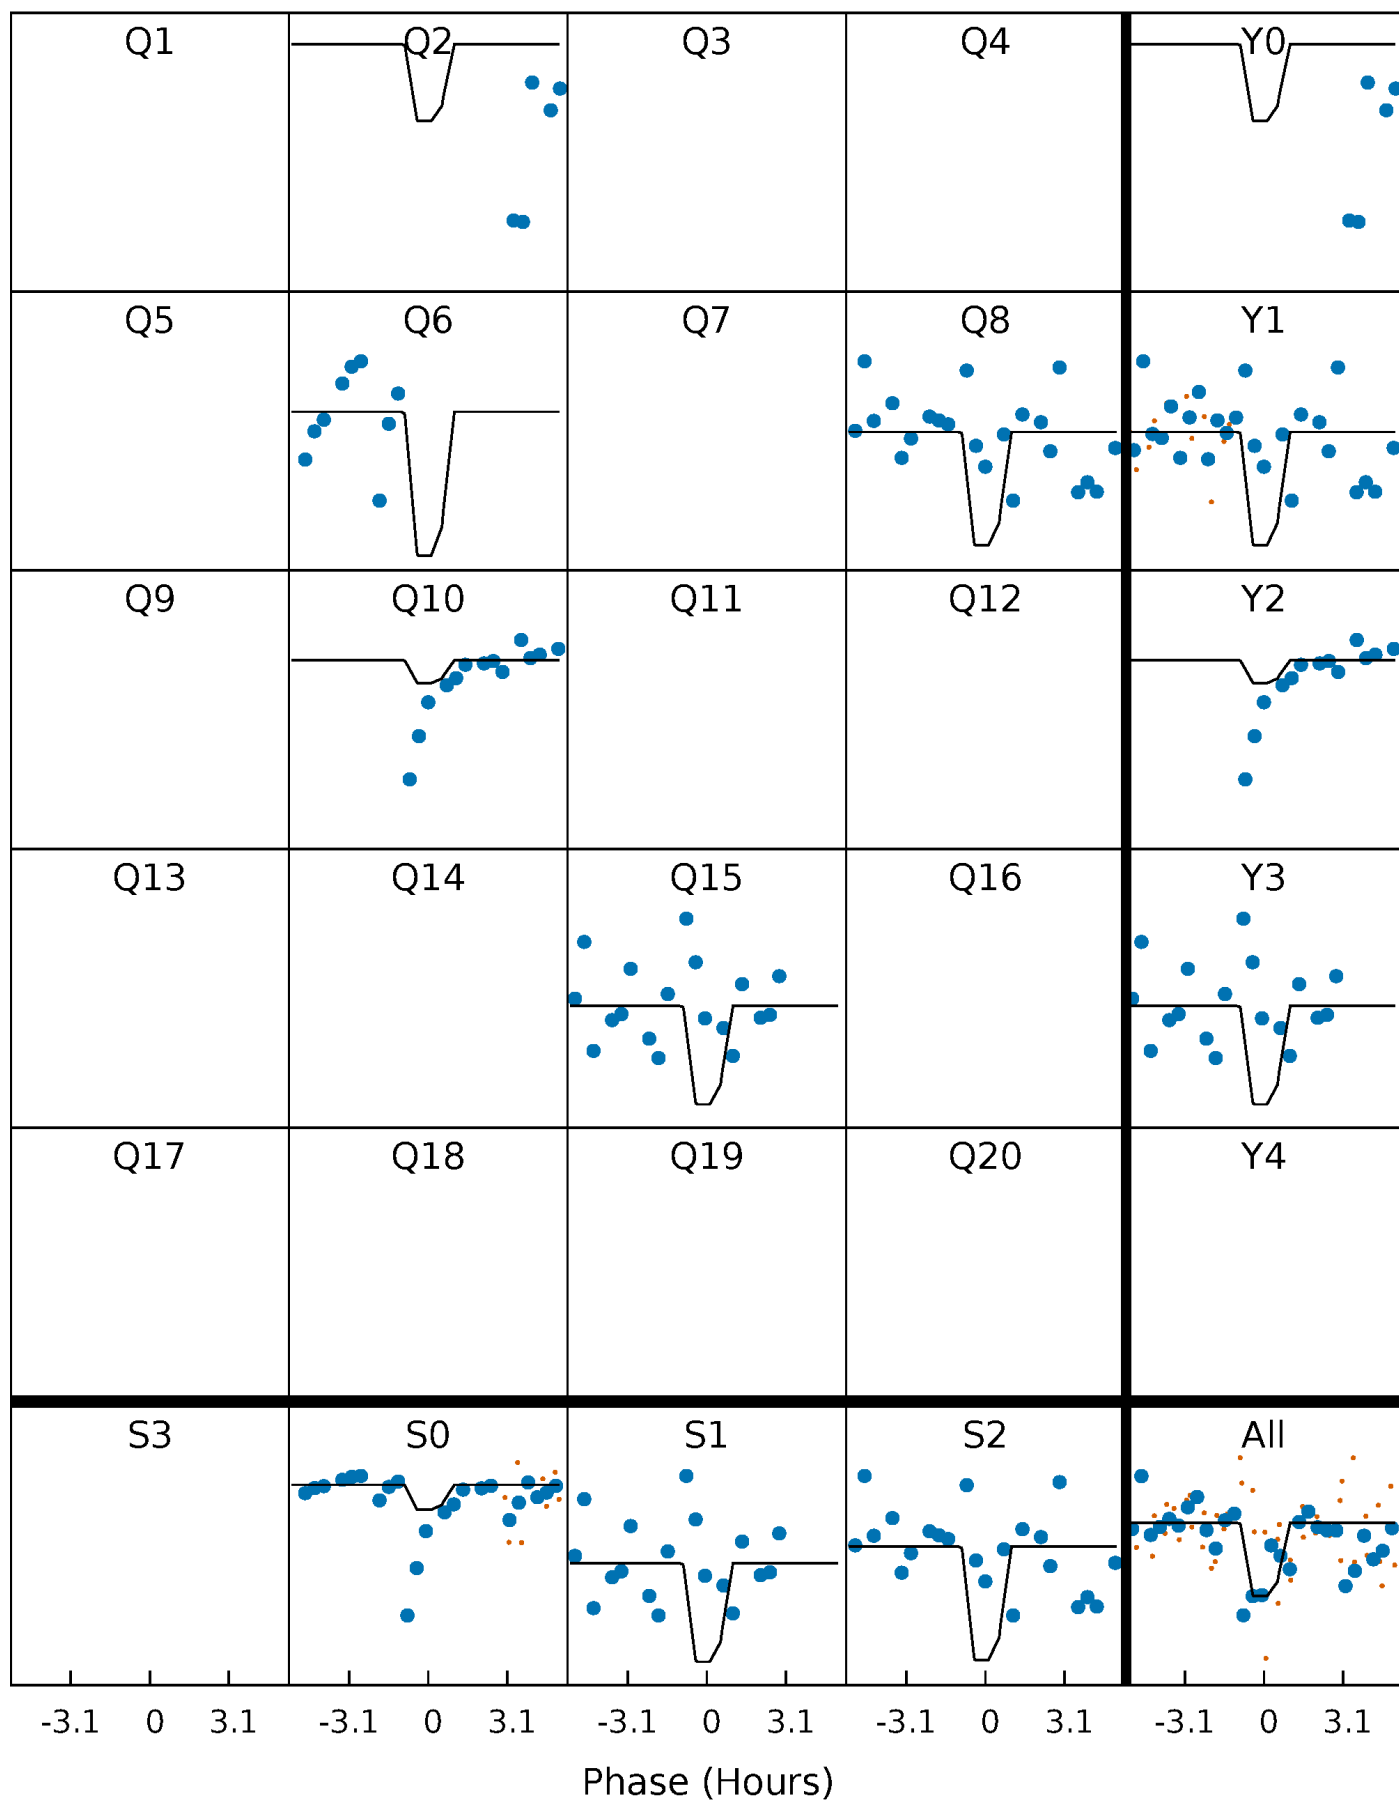 Q1 Q2 Q3 Q4 Y0
Q5 Q6 Q7 Q8 Y1
Q9 Q10 Q11 Q12 Y2
Q13 Q14 Q15 Q16 Y3
Q17 Q18 Q19 Q20 Y4
S3 S0 S1 S2 All
-3.1 0 3.1 -3.1 0 3.1 -3.1 0 3.1 -3.1 0 3.1 -3.1 0 3.1
Phase (Hours)